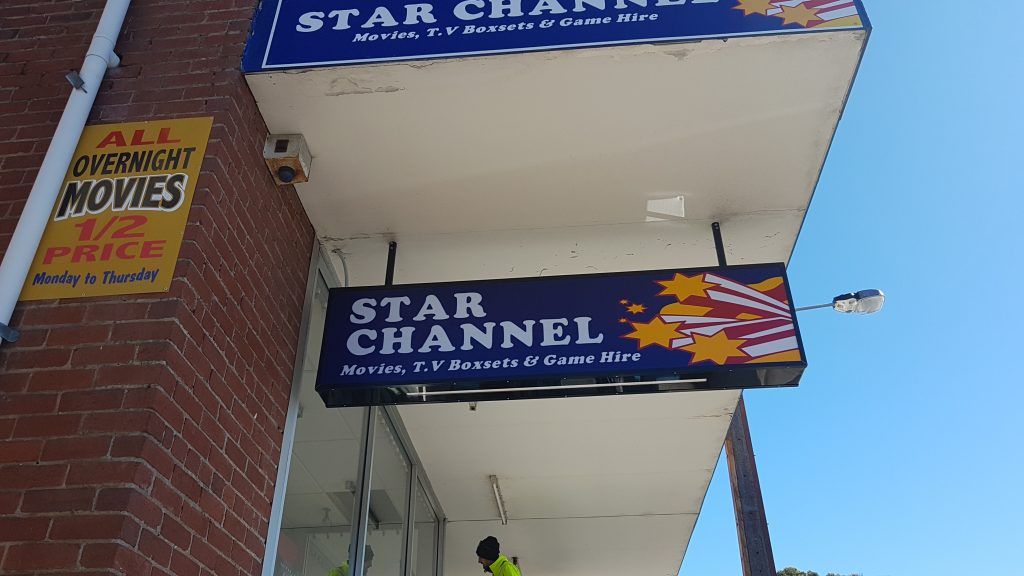 STAR CHANNEL
Movies, T.V Boxsets & Game Hire
ALL
OVERNIGHT
MOVIES
1/2
PRICE
Monday to Thursday
STAR
CHANNEL
Movies, T.V Boxsets & Game Hire